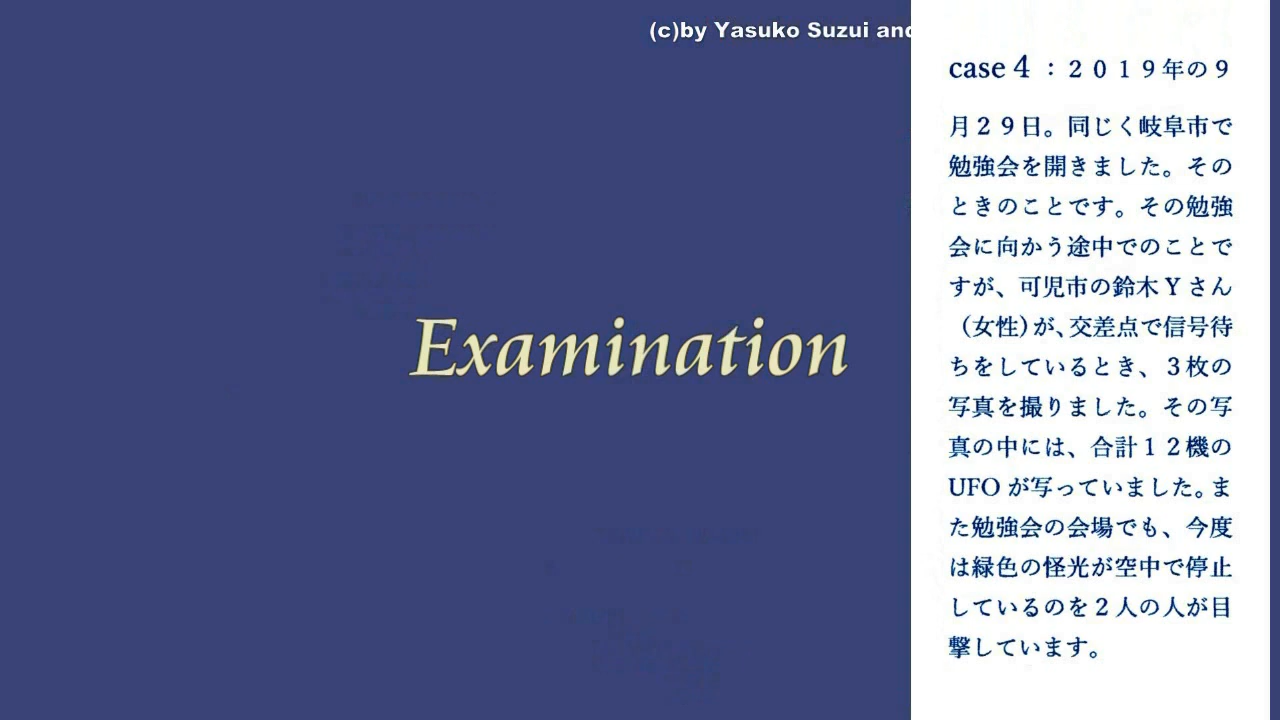 (c)by Yasuko Suzui and
Examination
case４：２０１９年の９
月２９日。同じく岐阜市で
勉強会を開きました。その
ときのことです。その勉強
会に向かう途中でのことで
すが、可児市の鈴木Ｙさん
（女性）が、交差点で信号待
ちをしているとき、３枚の
写真を撮りました。その写
真の中には、合計１２機の
UFO が写っていました。ま
た勉強会の会場でも、今度
は緑色の怪光が空中で停止
しているのを２人の人が目
撃しています。